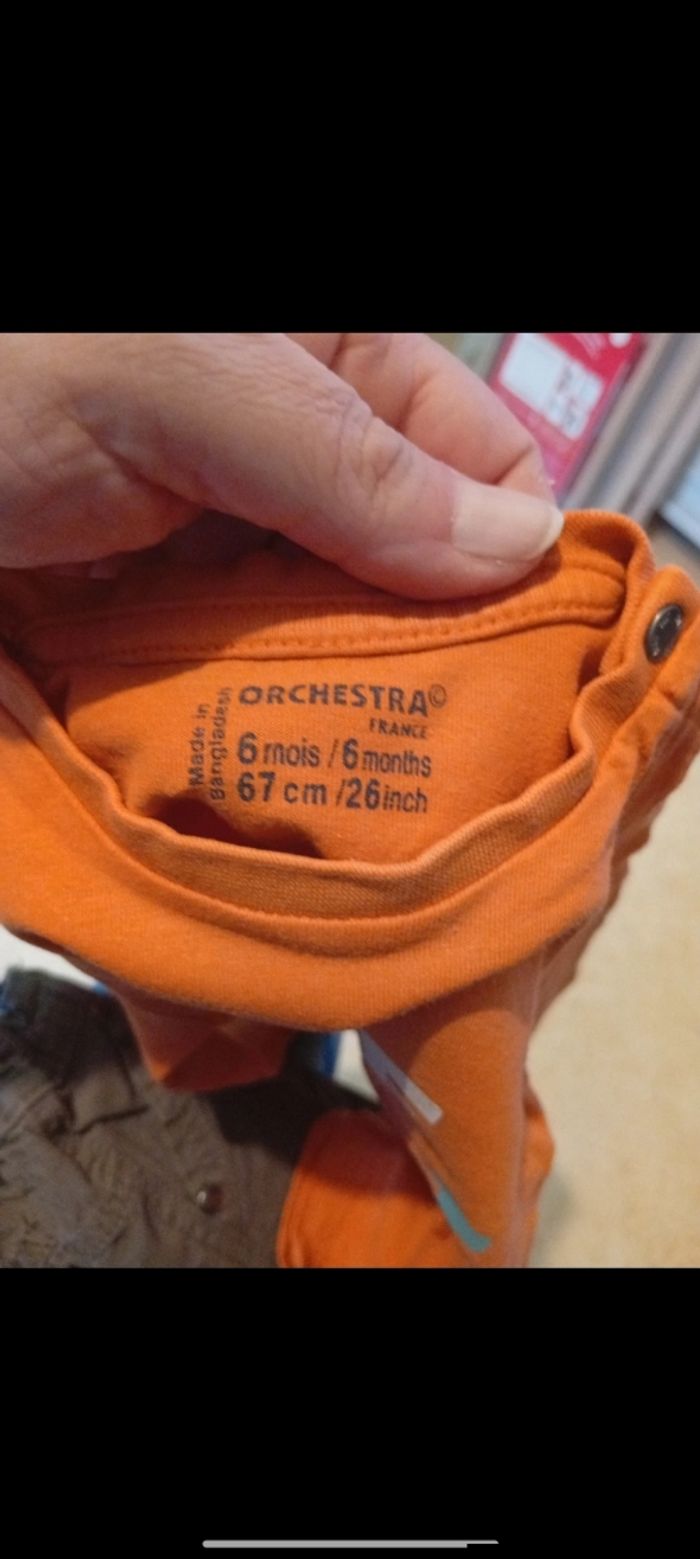 ORCHESTRA©
FRANCE
6 mois / 6 months
67 cm / 26 inch
Made in
Bangladesh